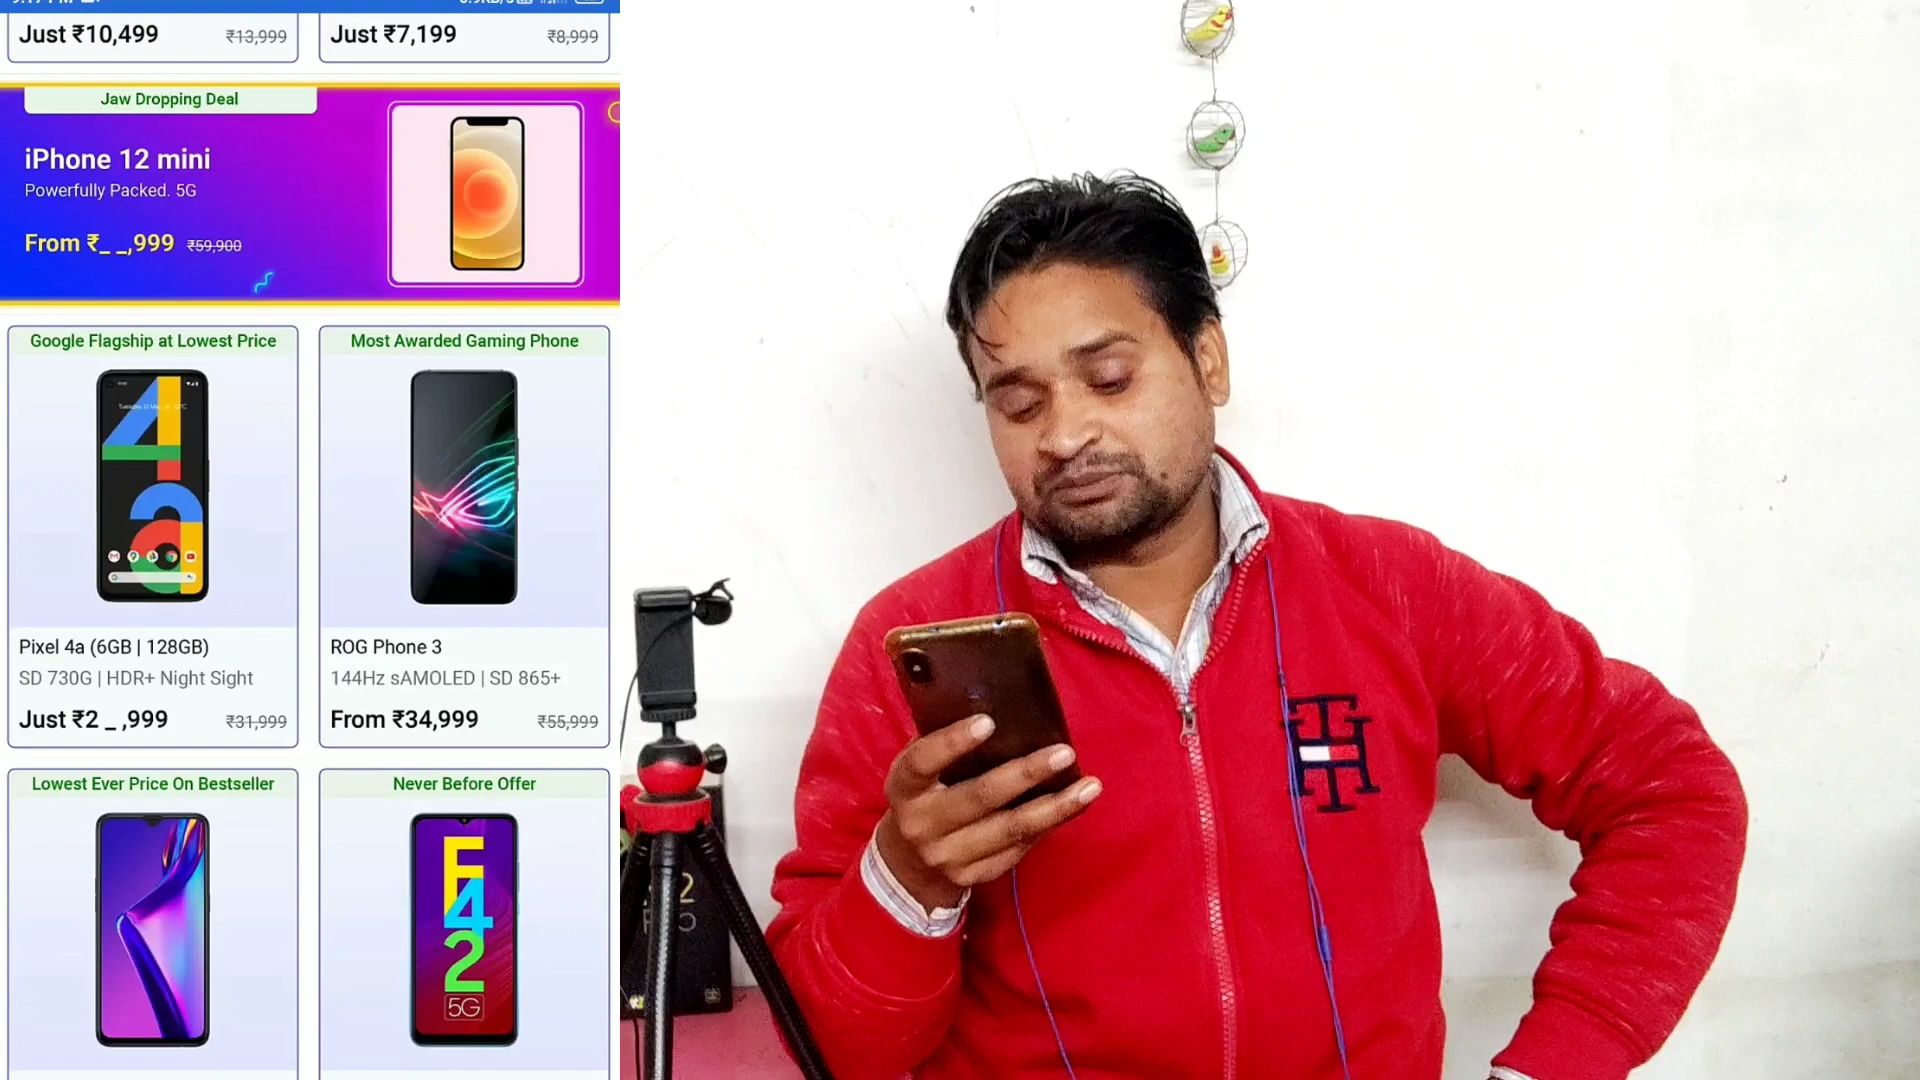 Just ₹10,499 ₹13,999
Just ₹7,199 ₹8,999
Jaw Dropping Deal
iPhone 12 mini
Powerfully Packed. 5G
From ₹_ _,999 ₹59,900
Google Flagship at Lowest Price
Pixel 4a (6GB | 128GB)
SD 730G | HDR+ Night Sight
Just ₹2 _ ,999 ₹31,999
Most Awarded Gaming Phone
ROG Phone 3
144Hz sAMOLED | SD 865+
From ₹34,999 ₹55,999
Lowest Ever Price On Bestseller
Never Before Offer
F
42
5G